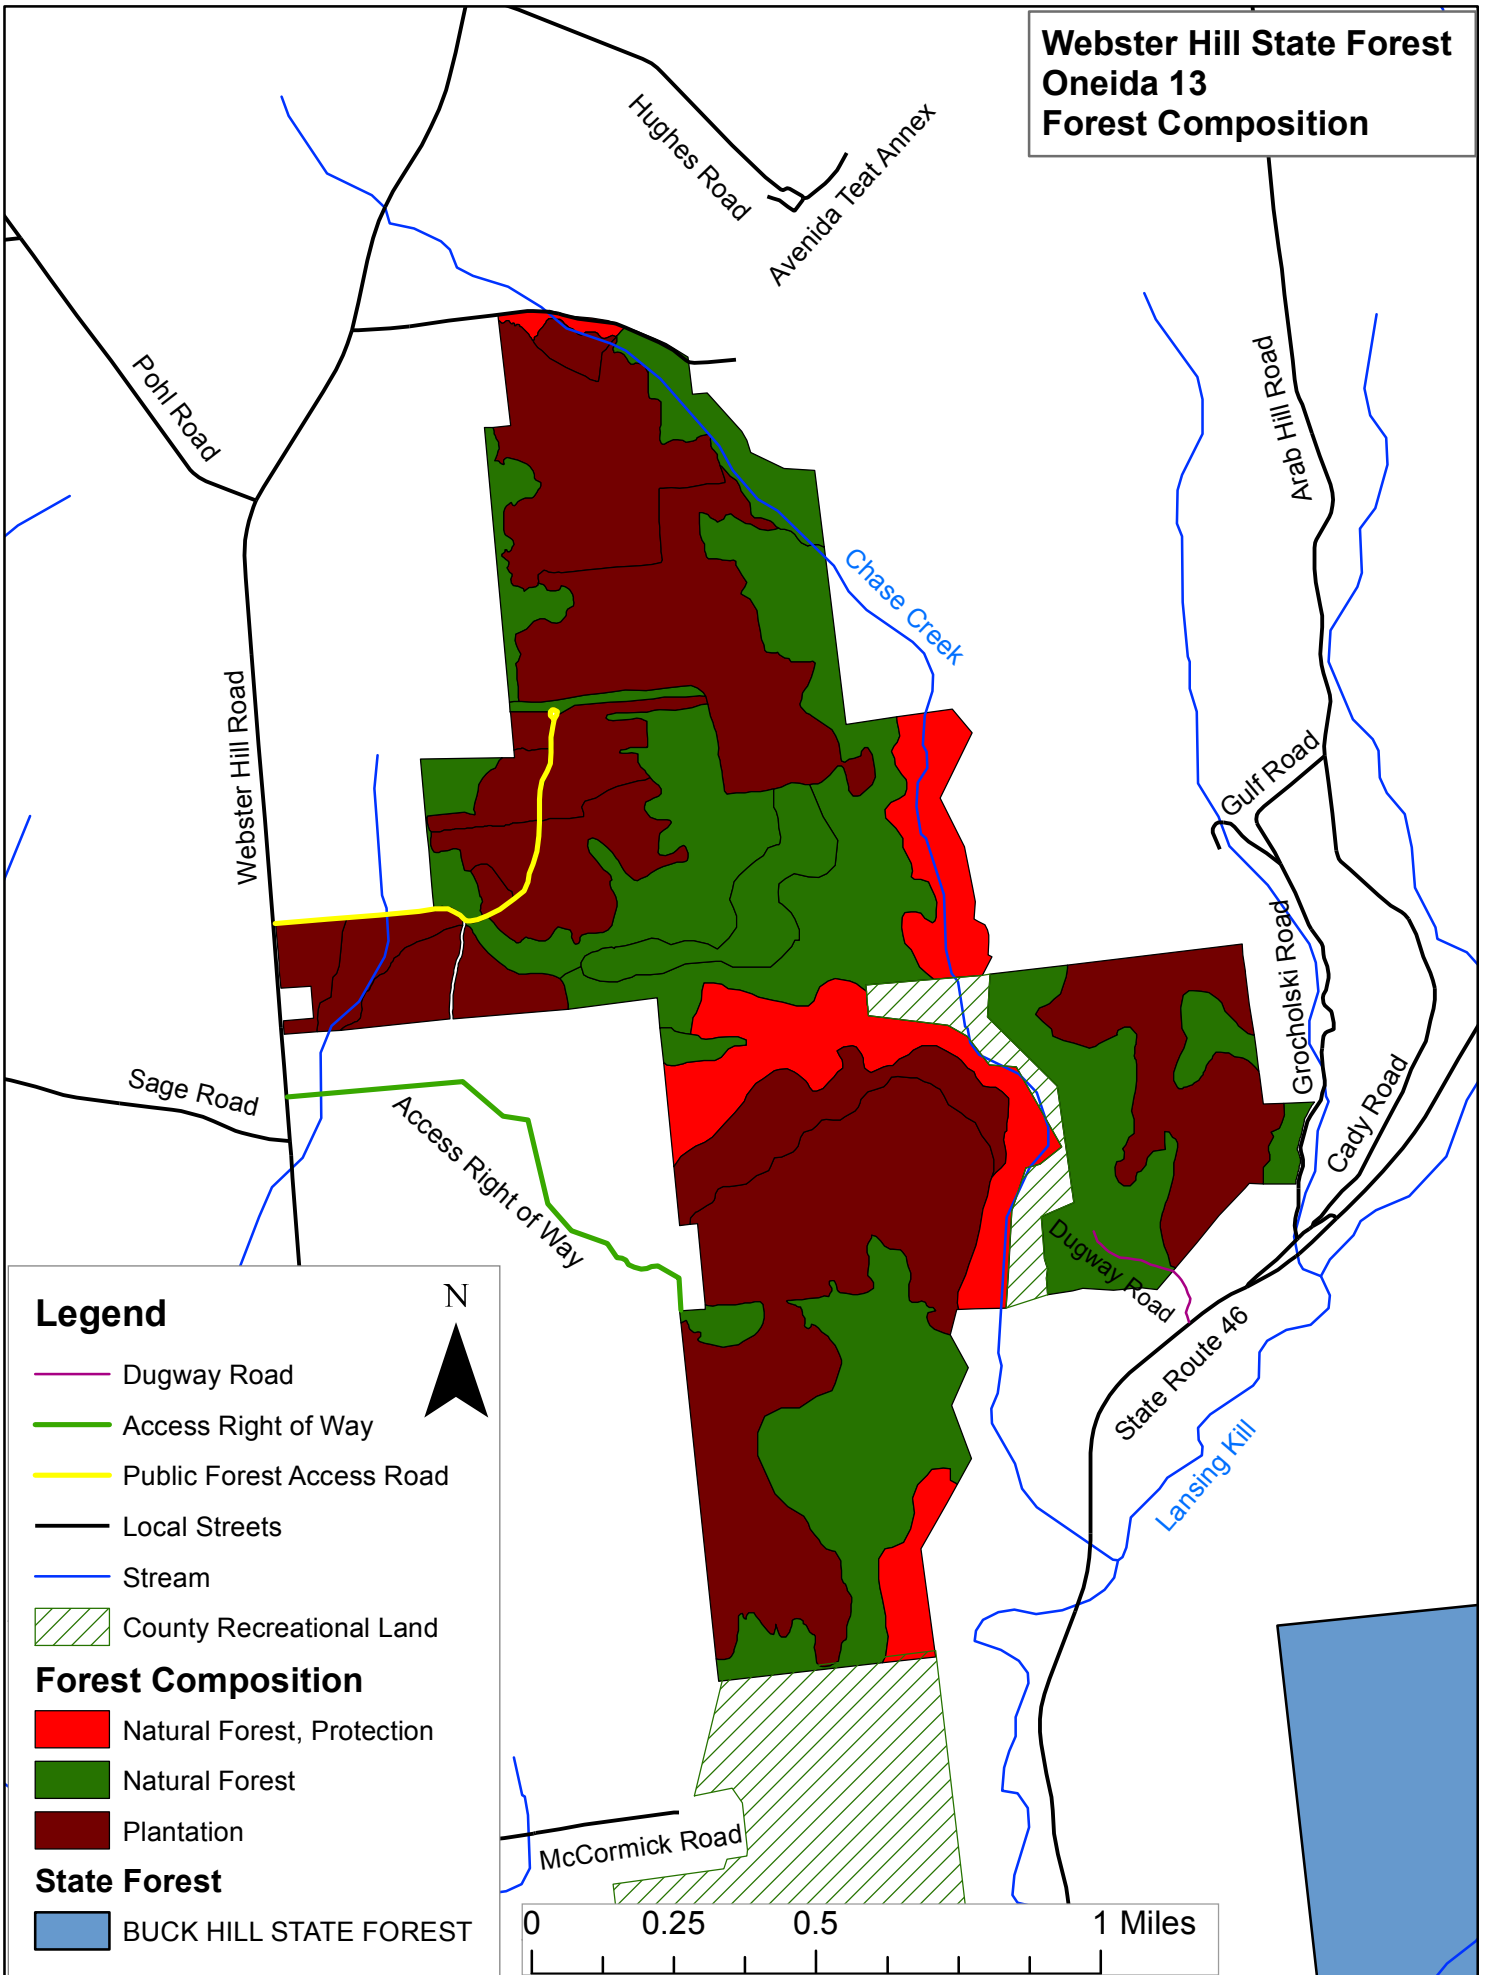 Webster Hill State Forest
Oneida 13
Forest Composition
Hughes Road
Avenida Teat Annex
Pohl Road
Arab Hill Road
Chase Creek
Webster Hill Road
Gulf Road
Grocholski Road
Cady Road
Sage Road
Access Right of Way
Dugway Road
State Route 46
Lansing Kill
McCormick Road
Legend
N
Dugway Road
Access Right of Way
Public Forest Access Road
Local Streets
Stream
County Recreational Land
Forest Composition
Natural Forest, Protection
Natural Forest
Plantation
State Forest
BUCK HILL STATE FOREST
0 0.25 0.5 1 Miles